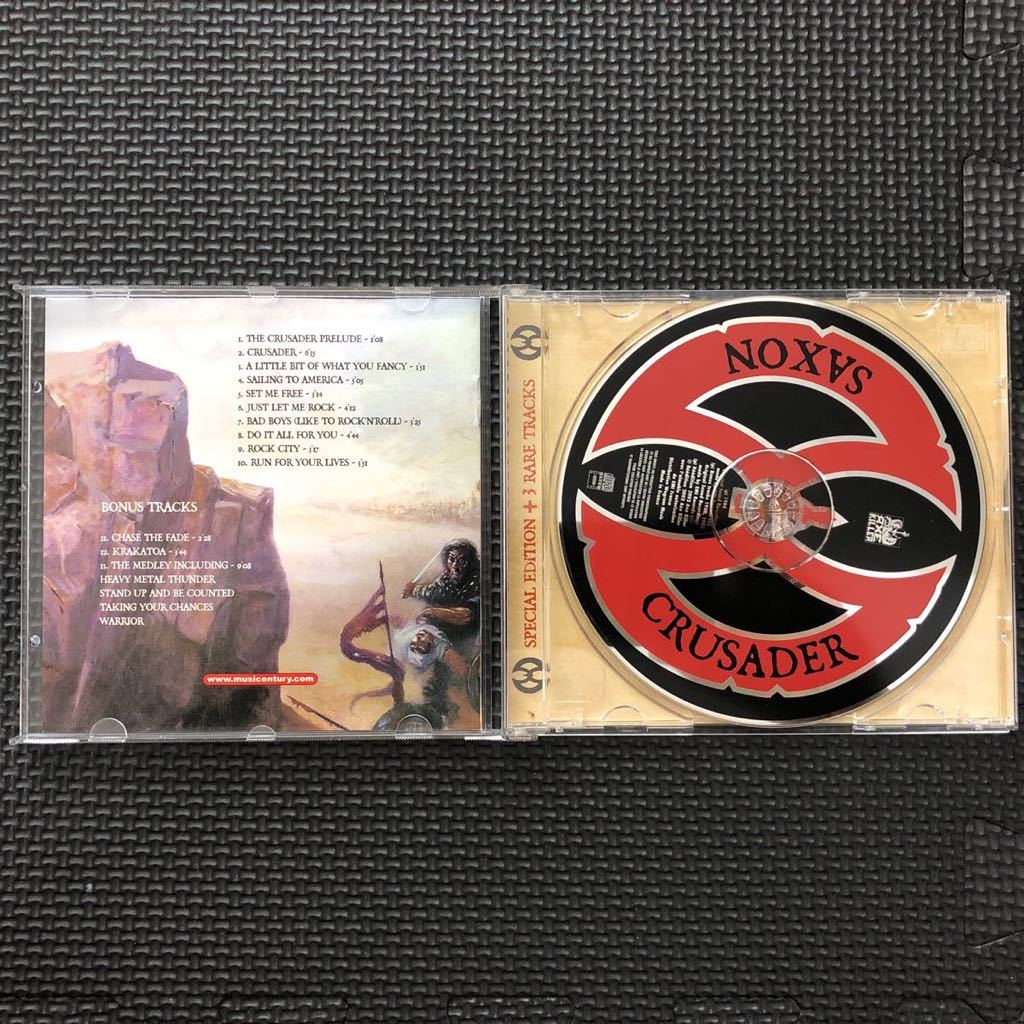 1. THE CRUSADER PRELUDE - 1'08
2. CRUSADER - 6'35
3. A LITTLE BIT OF WHAT YOU FANCY - 3'51
4. SAILING TO AMERICA - 5'05
5. SET ME FREE - 3'14
6. JUST LET ME ROCK - 4'12
7. BAD BOYS (LIKE TO ROCK'N'ROLL) - 3'25
8. DO IT ALL FOR YOU - 4'44
9. ROCK CITY - 3'17
10. RUN FOR YOUR LIVES - 3'51
BONUS TRACKS
11. CHASE THE FADE - 2'28
12. KRAKATOA - 3'44
13. THE MEDLEY INCLUDING - 9'08
HEAVY METAL THUNDER
STAND UP AND BE COUNTED
TAKING YOUR CHANCES
WARRIOR
www.musicentury.com
SPECIAL EDITION + 3 RARE TRACKS
SAXON
CRUSADER